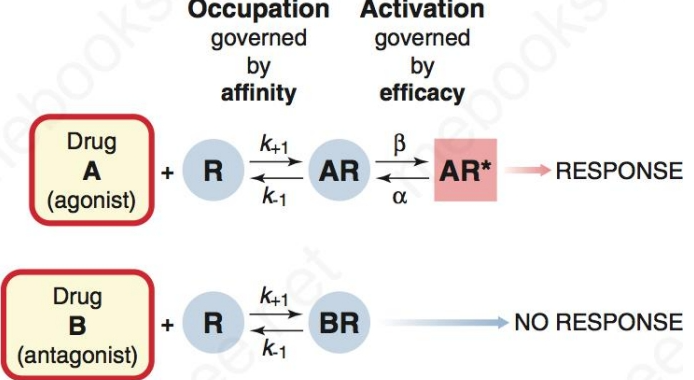 Occupation Activation
governed governed
by by
affinity efficacy
Drug
A
(agonist)
+ R k+1 k-1 AR β α AR* RESPONSE
Drug
B
(antagonist)
+ R k+1 k-1 BR NO RESPONSE